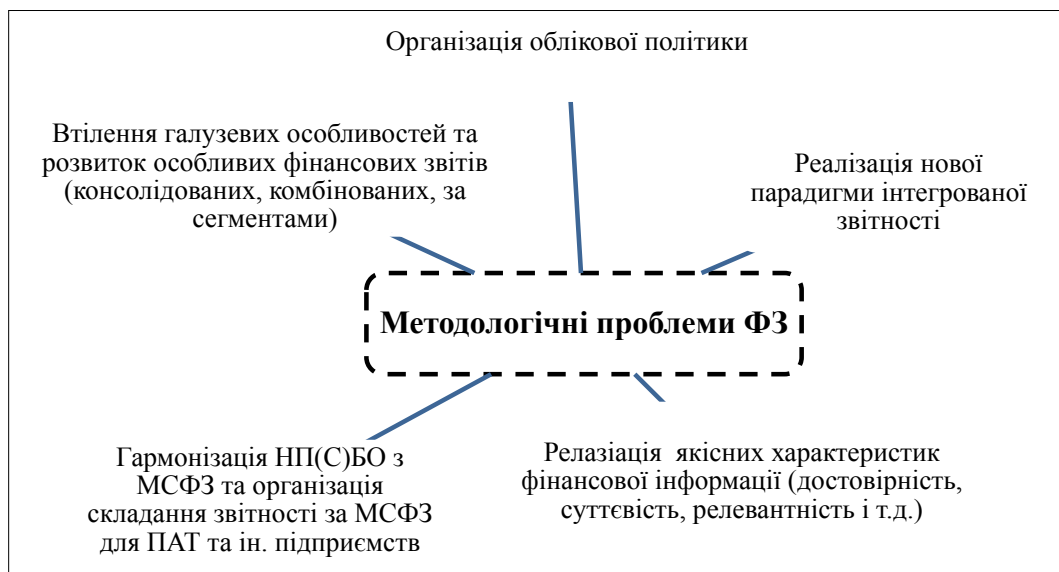 Організація облікової політики
Втілення галузевих особливостей та
розвиток особливих фінансових звітів
(консолідованих, комбінованих, за
сегментами)
Реалізація нової
парадигми інтегрованої
звітності
Методологічні проблеми ФЗ
Гармонізація НП(С)БО з
МСФЗ та організація
складання звітності за МСФЗ
для ПАТ та ін. підприємств
Релазіація якісних характеристик
фінансової інформації (достовірність,
суттєвість, релевантність і т.д.)